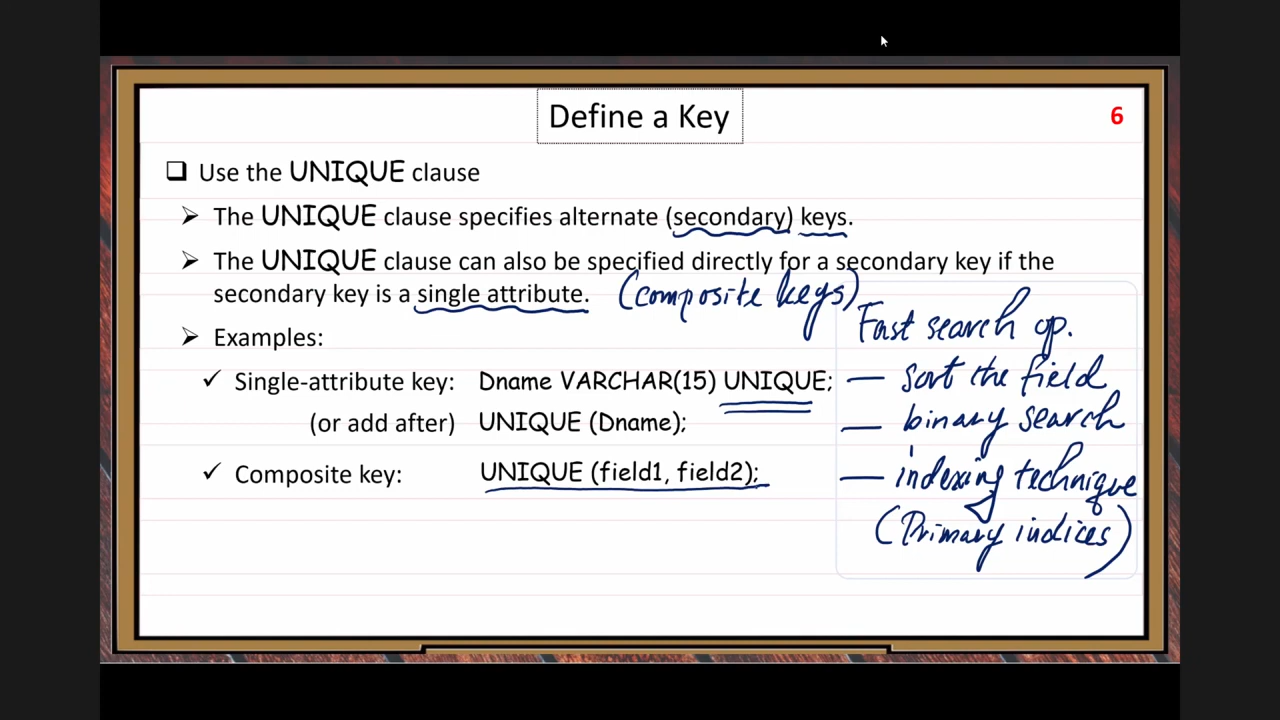 Define a Key
6
Use the UNIQUE clause
The UNIQUE clause specifies alternate (secondary) keys.
The UNIQUE clause can also be specified directly for a secondary key if the
secondary key is a single attribute. (composite keys)
Fast search op.
Examples:
Single-attribute key: Dname VARCHAR(15) UNIQUE; — sort the field
(or add after) UNIQUE (Dname); — binary search
Composite key: UNIQUE (field1, field2); — indexing technique
(Primary indices)